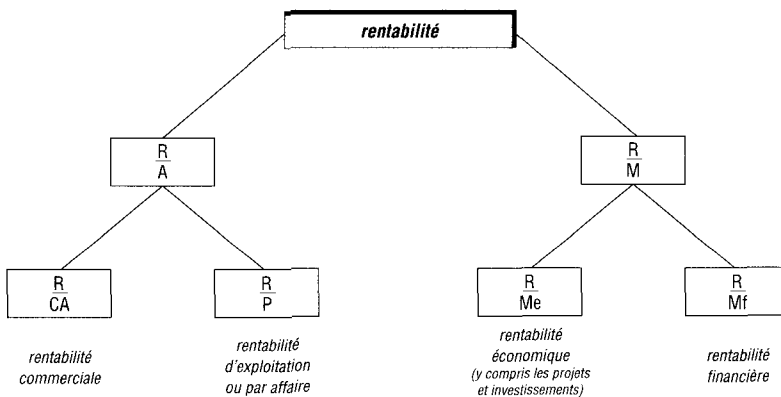 rentabilité
R
A
R
M
R
CA
R
P
R
Me
R
Mf
rentabilité
commerciale
rentabilité
d'exploitation
ou par affaire
rentabilité
économique
(y compris les projets
et investissements)
rentabilité
financière